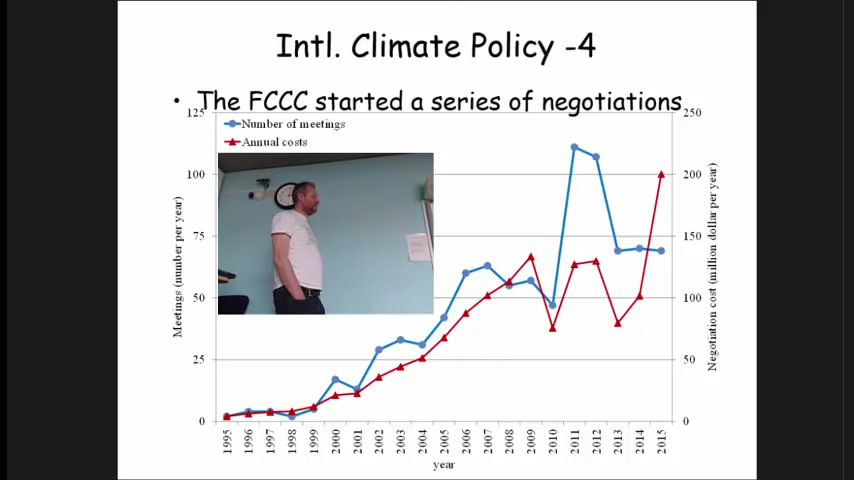 Intl. Climate Policy -4
• The FCCC started a series of negotiations
Number of meetings
Annual costs
Meetings (number per year)
125
100
75
50
25
0
250
200
150
100
50
0
Negotiation cost (million dollar per year)
1995 1996 1997 1998 1999 2000 2001 2002 2003 2004 2005 2006 2007 2008 2009 2010 2011 2012 2013 2014 2015
year